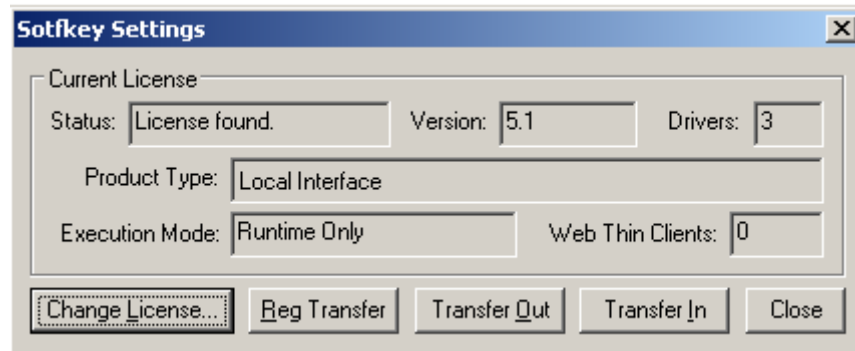 Sotfkey Settings
Current License
Status: License found. Version: 5.1 Drivers: 3
Product Type: Local Interface
Execution Mode: Runtime Only Web Thin Clients: 0
Change License... Reg Transfer Transfer Out Transfer In Close